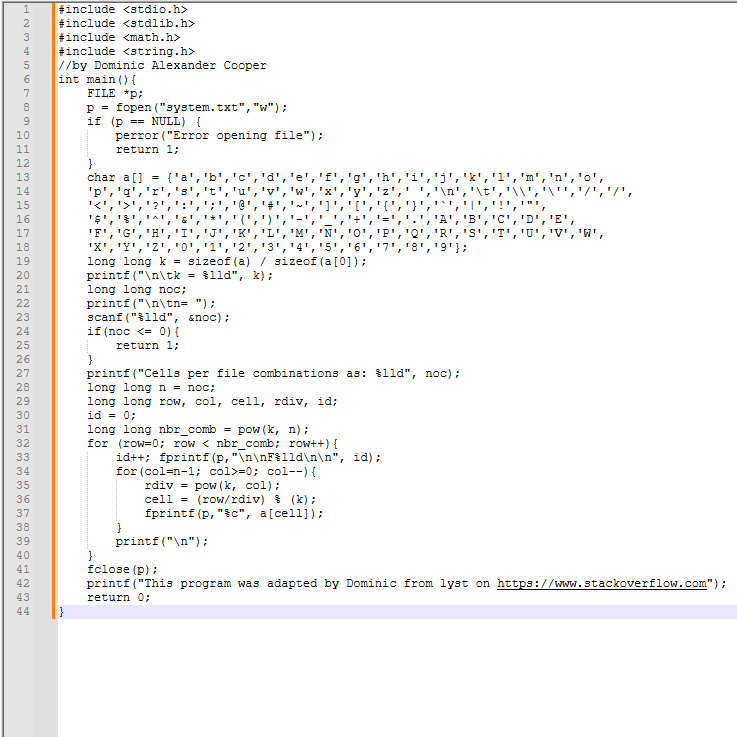 1 #include <stdio.h>
2 #include <stdlib.h>
3 #include <math.h>
4 #include <string.h>
5 //by Dominic Alexander Cooper
6 int main(){
7     FILE *p;
8     p = fopen("system.txt","w");
9     if (p == NULL) {
10         perror("Error opening file");
11         return 1;
12     }
13     char a[] = {'a','b','c','d','e','f','g','h','i','j','k','l','m','n','o',
14     'p','q','r','s','t','u','v','w','x','y','z',' ','\n','\t','\\','\'','/','/',
15     '<','>','?',':',';','@','#','~',']','[','{','}','`','|','!','"',
16     '$','%','^','&','*','(',')','-','_','+','=','.','A','B','C','D','E',
17     'F','G','H','I','J','K','L','M','N','O','P','Q','R','S','T','U','V','W',
18     'X','Y','Z','0','1','2','3','4','5','6','7','8','9'};
19     long long k = sizeof(a) / sizeof(a[0]);
20     printf("\n\tk = %lld", k);
21     long long noc;
22     printf("\n\tn= ");
23     scanf("%lld", &noc);
24     if(noc <= 0){
25         return 1;
26     }
27     printf("Cells per file combinations as: %lld", noc);
28     long long n = noc;
29     long long row, col, cell, rdiv, id;
30     id = 0;
31     long long nbr_comb = pow(k, n);
32     for (row=0; row < nbr_comb; row++){
33         id++; fprintf(p,"\n\nF%lld\n\n", id);
34         for(col=n-1; col>=0; col--){
35             rdiv = pow(k, col);
36             cell = (row/rdiv) % (k);
37             fprintf(p,"%c", a[cell]);
38         }
39         printf("\n");
40     }
41     fclose(p);
42     printf("This program was adapted by Dominic from lyst on https://www.stackoverflow.com");
43     return 0;
44 }